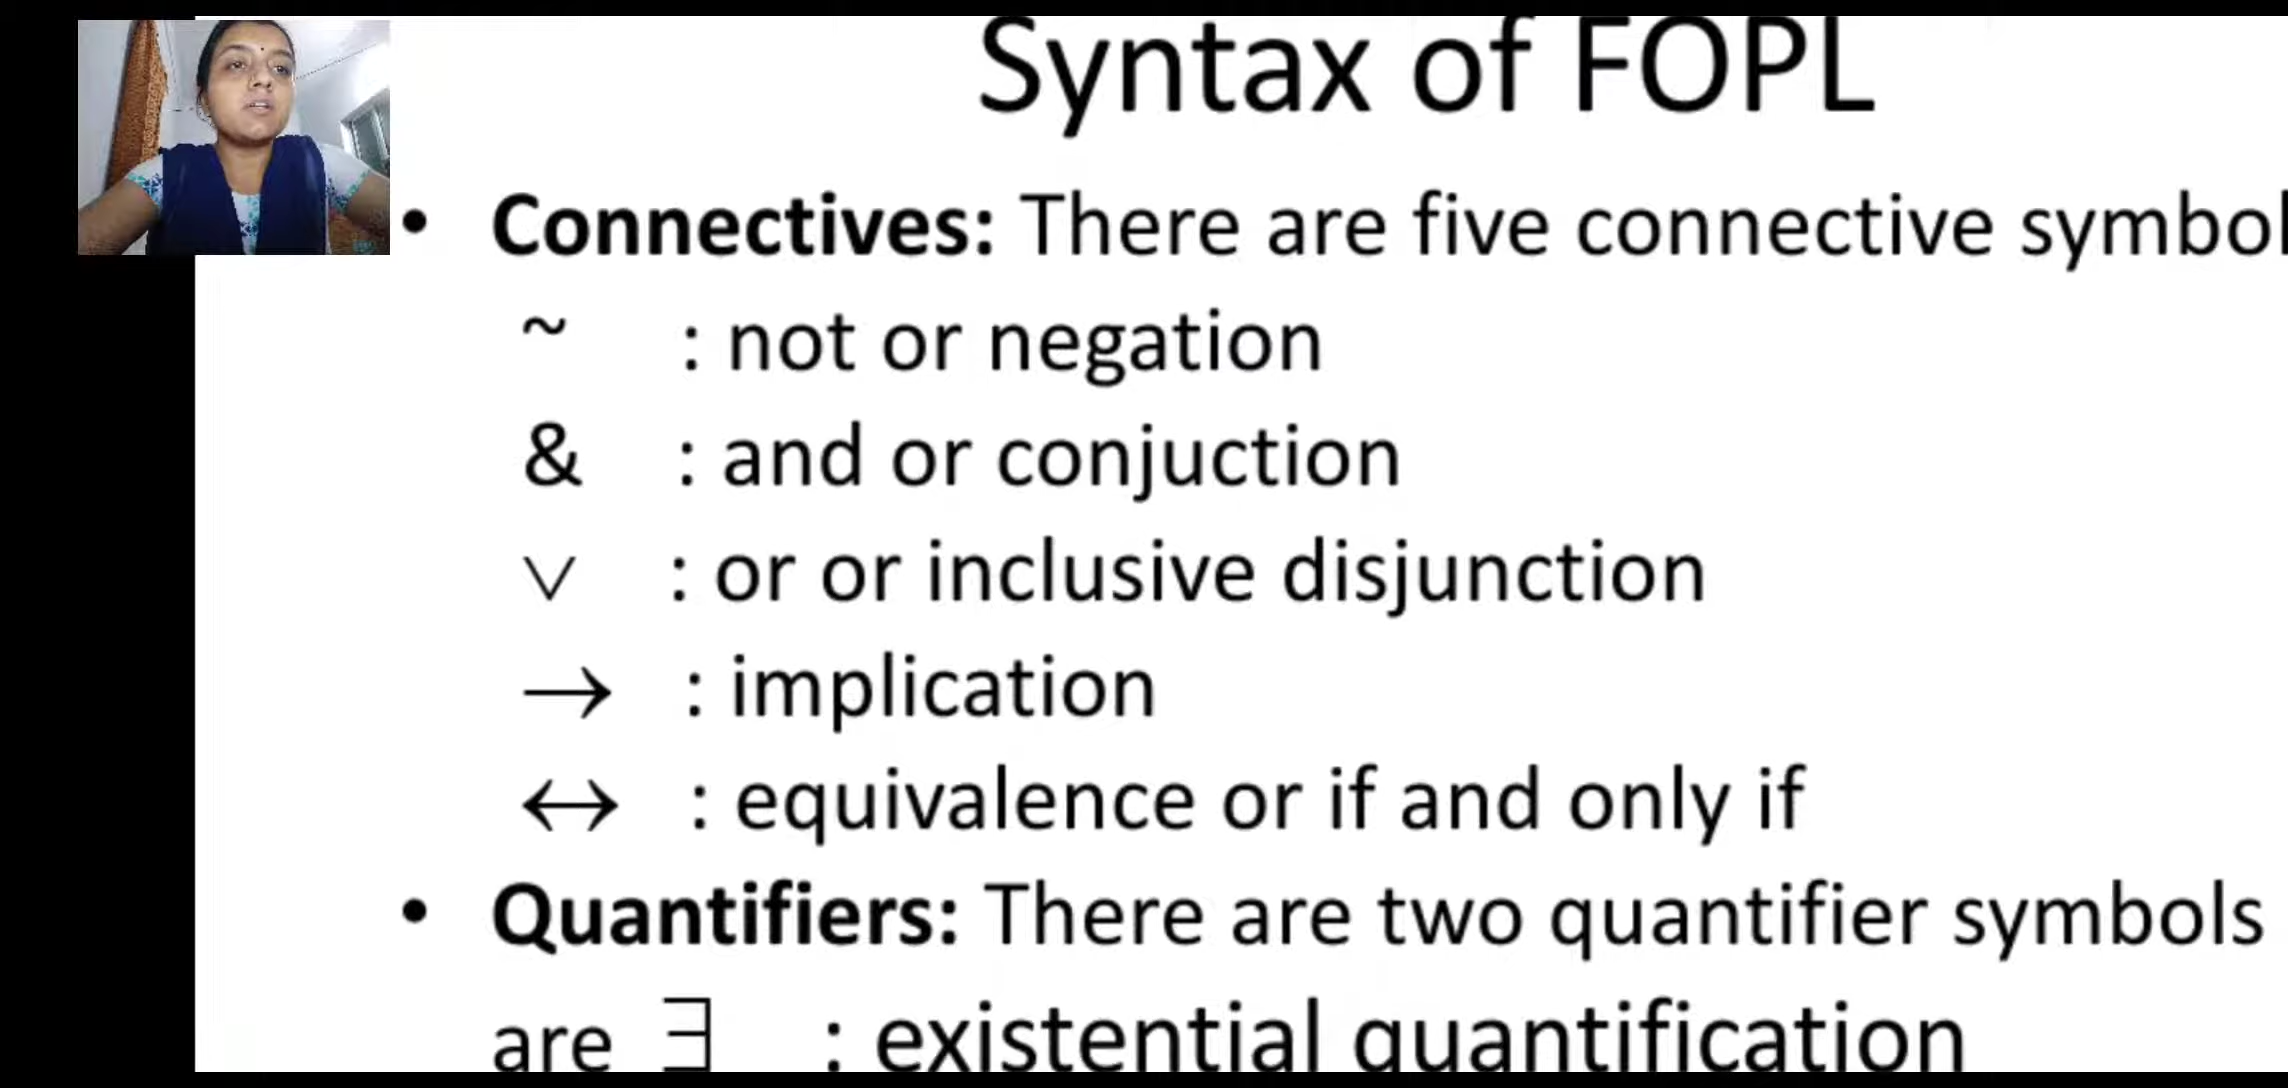 Syntax of FOPL
• Connectives: There are five connective symbol
~ : not or negation
& : and or conjuction
∨ : or or inclusive disjunction
→ : implication
↔ : equivalence or if and only if
• Quantifiers: There are two quantifier symbols
are ∃ : existential quantification